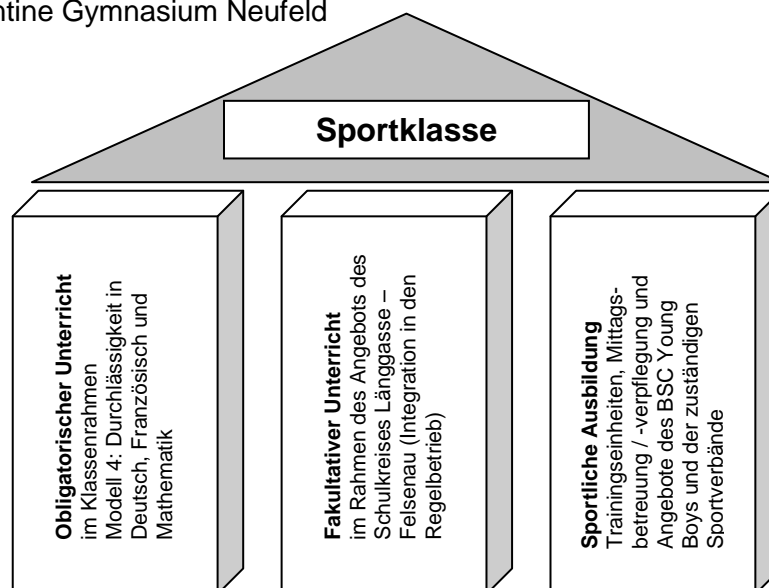 Gymnasium Neufeld
Sportklasse
Obligatorischer Unterricht
im Klassenrahmen
Modell 4: Durchlässigkeit in
Deutsch, Französisch und
Mathematik
Fakultativer Unterricht
im Rahmen des Angebots des
Schulkreises Länggasse –
Felsenau (Integration in den
Regelbetrieb)
Sportliche Ausbildung
Trainingseinheiten, Mittags-
betreuung / -verpflegung und
Angebote des BSC Young
Boys und der zuständigen
Sportverbände